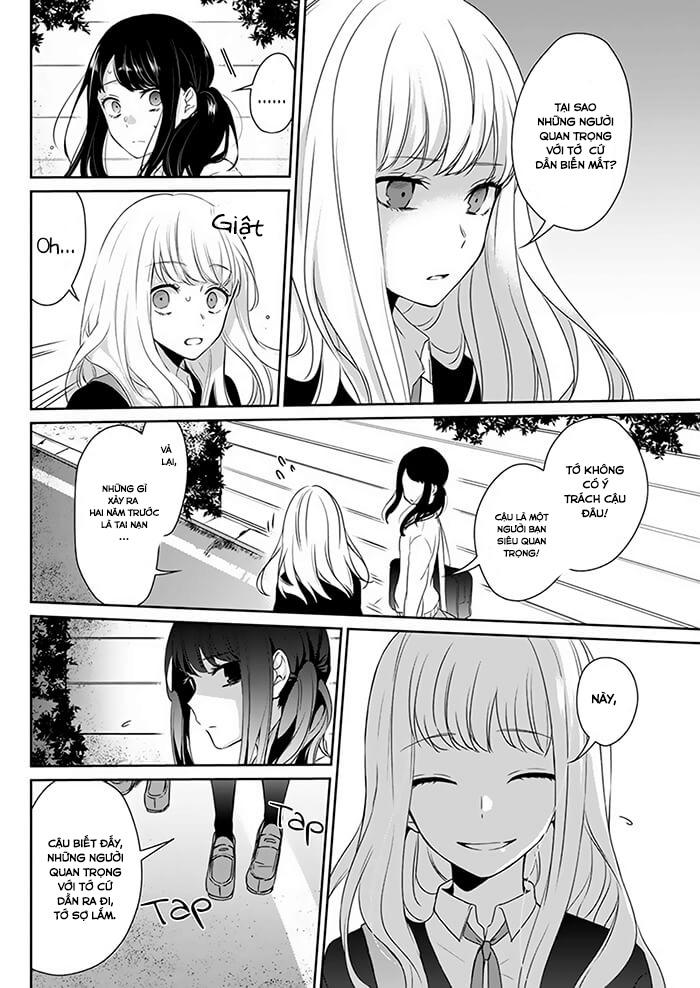 TẠI SAO
NHỮNG NGƯỜI
QUAN TRỌNG
VỚI TỚ CỨ
DẦN BIẾN MẤT?
......
Giật
Oh...
TỚ KHÔNG
CÓ Ý
TRÁCH CẬU
ĐÂU!
CẬU LÀ MỘT
NGƯỜI BẠN
SIÊU QUAN
TRỌNG!
VẢ
LẠI,
NHỮNG GÌ
XẢY RA
HAI NĂM TRƯỚC
LÀ TAI NẠN
...
NÀY,
TAP
TAP
CẬU BIẾT ĐẤY,
NHỮNG NGƯỜI
QUAN TRỌNG
VỚI TỚ CỨ
DẦN RA ĐI,
TỚ SỢ LẮM.